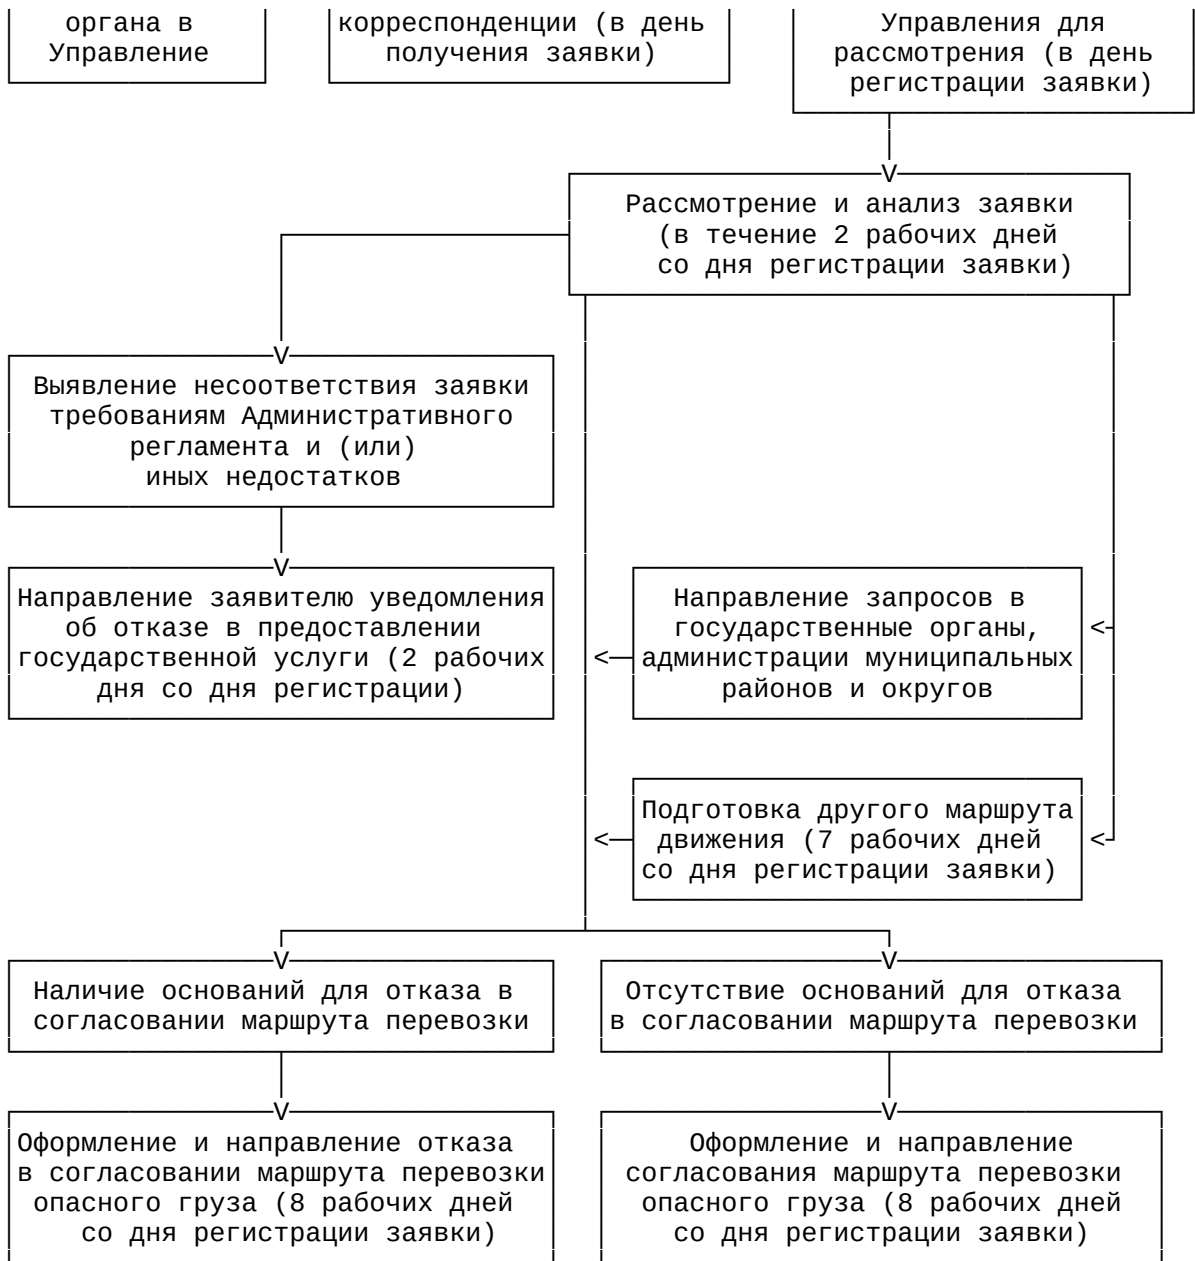 органа в
Управление
корреспонденции (в день
получения заявки)
Управления для
рассмотрения (в день
регистрации заявки)
Рассмотрение и анализ заявки
(в течение 2 рабочих дней
со дня регистрации заявки)
Выявление несоответствия заявки
требованиям Административного
регламента и (или)
иных недостатков
Направление заявителю уведомления
об отказе в предоставлении
государственной услуги (2 рабочих
дня со дня регистрации)
Направление запросов в
государственные органы,
администрации муниципальных
районов и округов
Подготовка другого маршрута
движения (7 рабочих дней
со дня регистрации заявки)
Наличие оснований для отказа в
согласовании маршрута перевозки
Отсутствие оснований для отказа
в согласовании маршрута перевозки
Оформление и направление отказа
в согласовании маршрута перевозки
опасного груза (8 рабочих дней
со дня регистрации заявки)
Оформление и направление
согласования маршрута перевозки
опасного груза (8 рабочих дней
со дня регистрации заявки)